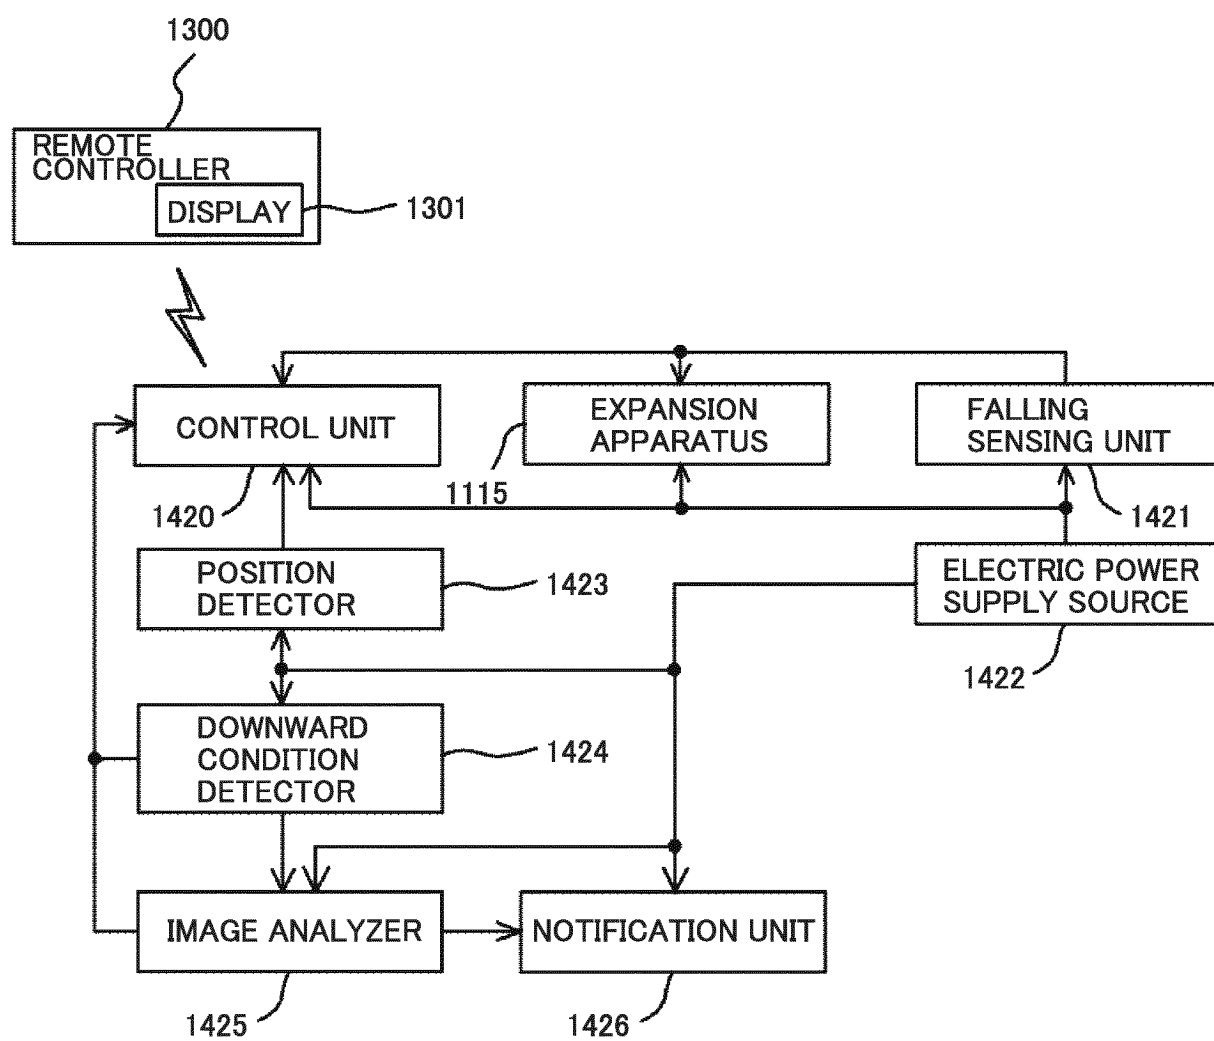 1300
REMOTE
CONTROLLER
DISPLAY
1301
CONTROL UNIT
EXPANSION
APPARATUS
FALLING
SENSING UNIT
1420
1115
1421
POSITION
DETECTOR
1423
ELECTRIC POWER
SUPPLY SOURCE
1422
DOWNWARD
CONDITION
DETECTOR
1424
IMAGE ANALYZER
NOTIFICATION UNIT
1425
1426